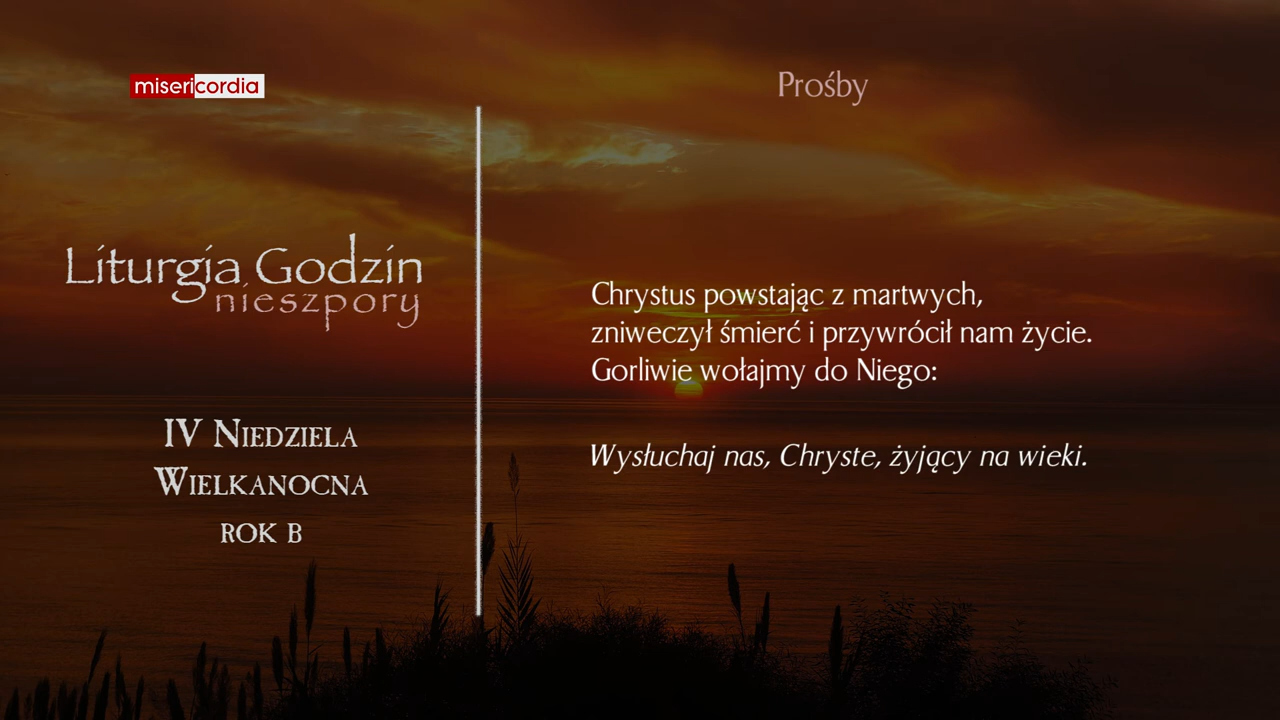 misericordia
Liturgia Godzin
nieszpory
IV Niedziela
Wielkanocna
rok B
Prośby
Chrystus powstając z martwych,
zniweczył śmierć i przywrócił nam życie.
Gorliwie wołajmy do Niego:
Wysłuchaj nas, Chryste, żyjący na wieki.